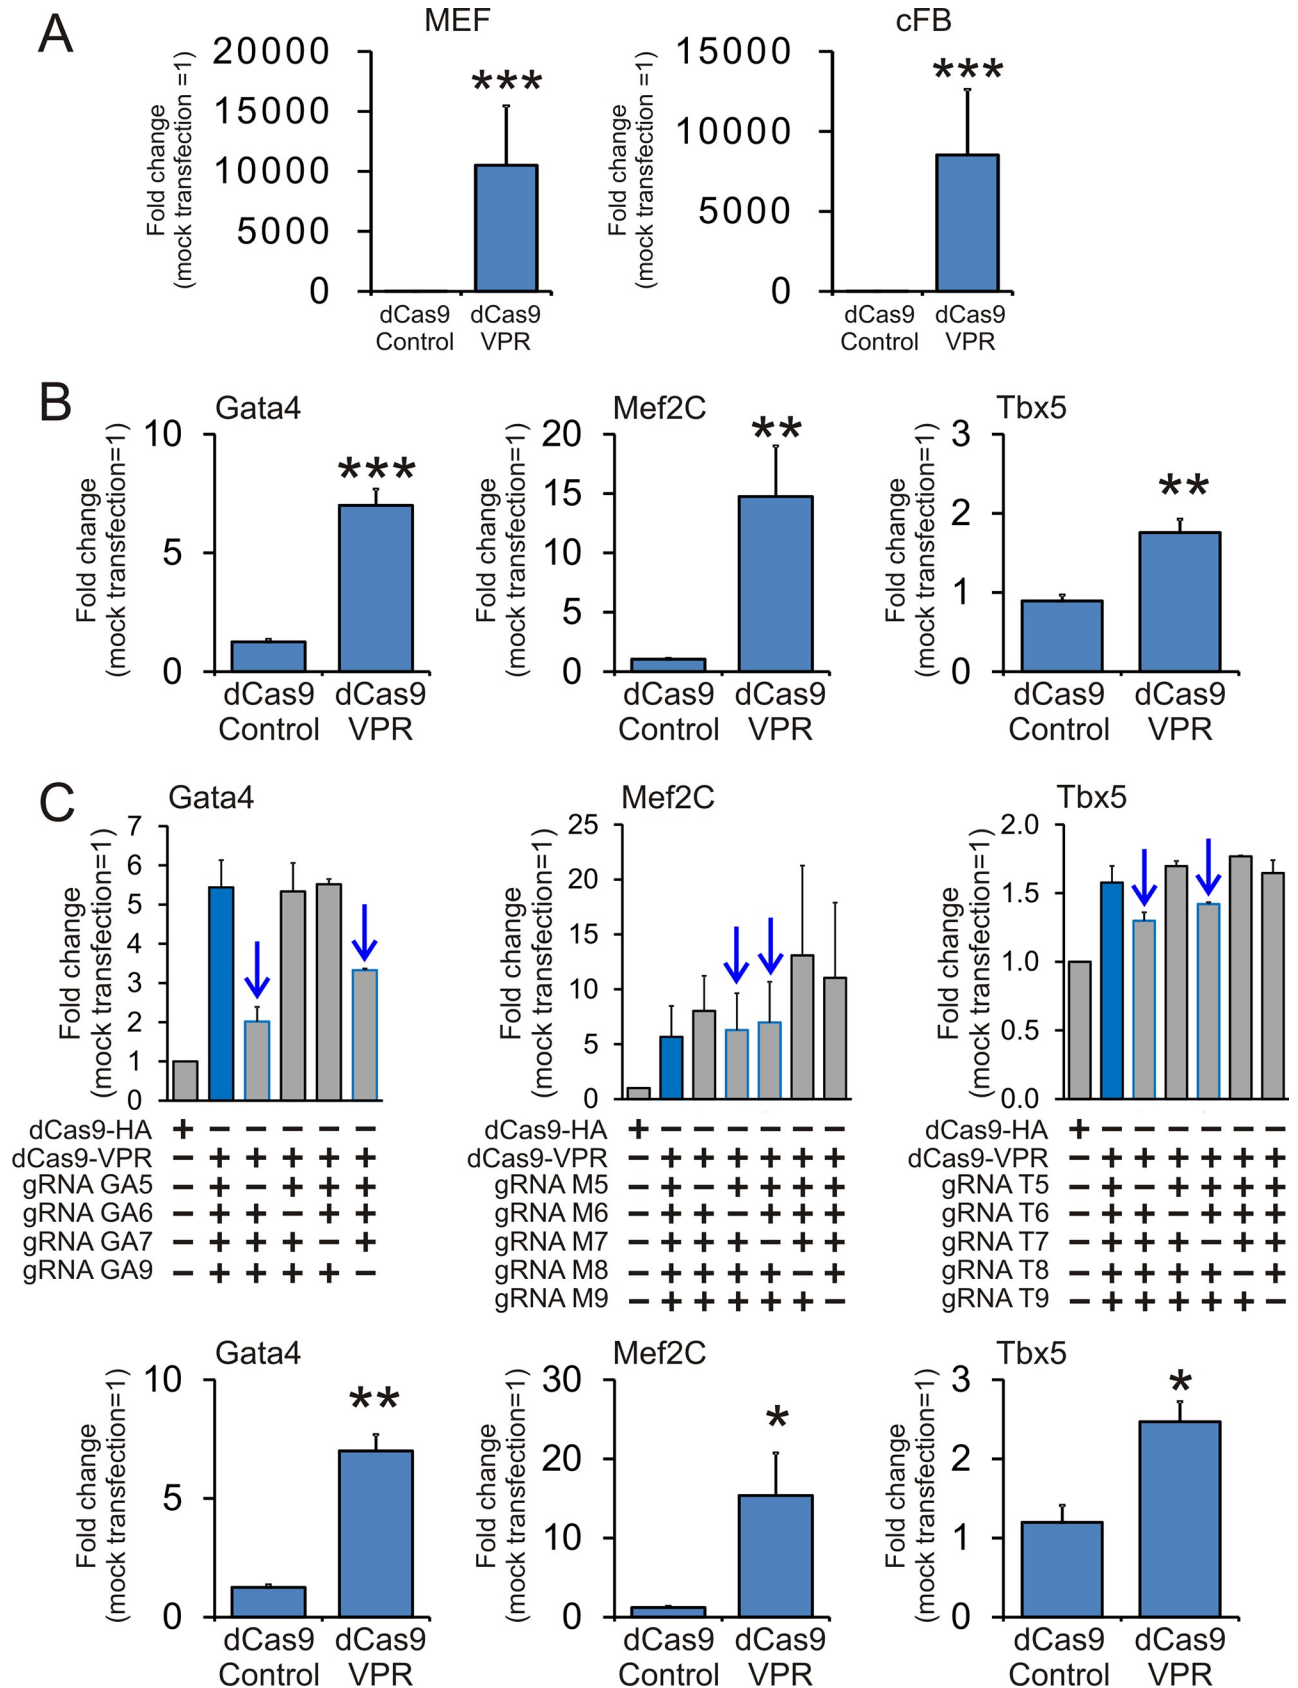 A
MEF
Fold change
(mock transfection =1)
20000
15000
10000
5000
0
***
dCas9
Control
dCas9
VPR
cFB
Fold change
(mock transfection =1)
15000
10000
5000
0
***
dCas9
Control
dCas9
VPR
B
Gata4
Fold change
(mock transfection=1)
10
5
0
***
dCas9
Control
dCas9
VPR
Mef2C
Fold change
(mock transfection=1)
20
15
10
5
0
**
dCas9
Control
dCas9
VPR
Tbx5
Fold change
(mock transfection=1)
3
2
1
0
**
dCas9
Control
dCas9
VPR
C
Gata4
Fold change
(mock transfection=1)
7
6
5
4
3
2
1
0
dCas9-HA + − − − − −
dCas9-VPR − + + + + +
gRNA GA5 − + − + + +
gRNA GA6 − + + − + +
gRNA GA7 − + + + − +
gRNA GA9 − + + + + −
Mef2C
Fold change
(mock transfection=1)
25
20
15
10
5
0
dCas9-HA + − − − − − −
dCas9-VPR − + + + + + +
gRNA M5 − + − + + + +
gRNA M6 − + + − + + +
gRNA M7 − + + + − + +
gRNA M8 − + + + + − +
gRNA M9 − + + + + + −
Tbx5
Fold change
(mock transfection=1)
2.0
1.5
1.0
0.5
0.0
dCas9-HA + − − − − − −
dCas9-VPR − + + + + + +
gRNA T5 − + − + + + +
gRNA T6 − + + − + + +
gRNA T7 − + + + − + +
gRNA T8 − + + + + − +
gRNA T9 − + + + + + −
Gata4
Fold change
(mock transfection=1)
10
5
0
**
dCas9
Control
dCas9
VPR
Mef2C
Fold change
(mock transfection=1)
30
20
10
0
*
dCas9
Control
dCas9
VPR
Tbx5
Fold change
(mock transfection=1)
3
2
1
0
*
dCas9
Control
dCas9
VPR